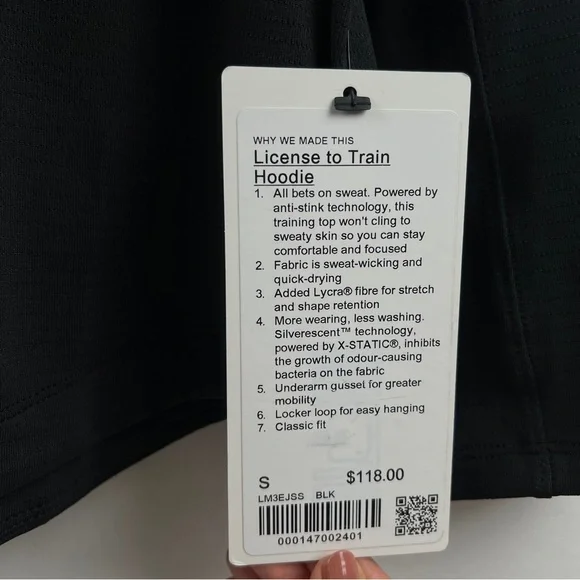 WHY WE MADE THIS
License to Train
Hoodie
1. All bets on sweat. Powered by
anti-stink technology, this
training top won't cling to
sweaty skin so you can stay
comfortable and focused
2. Fabric is sweat-wicking and
quick-drying
3. Added Lycra® fibre for stretch
and shape retention
4. More wearing, less washing.
Silverescent™ technology,
powered by X-STATIC®, inhibits
the growth of odour-causing
bacteria on the fabric
5. Underarm gusset for greater
mobility
6. Locker loop for easy hanging
7. Classic fit
S $118.00
LM3EJSS BLK
000147002401